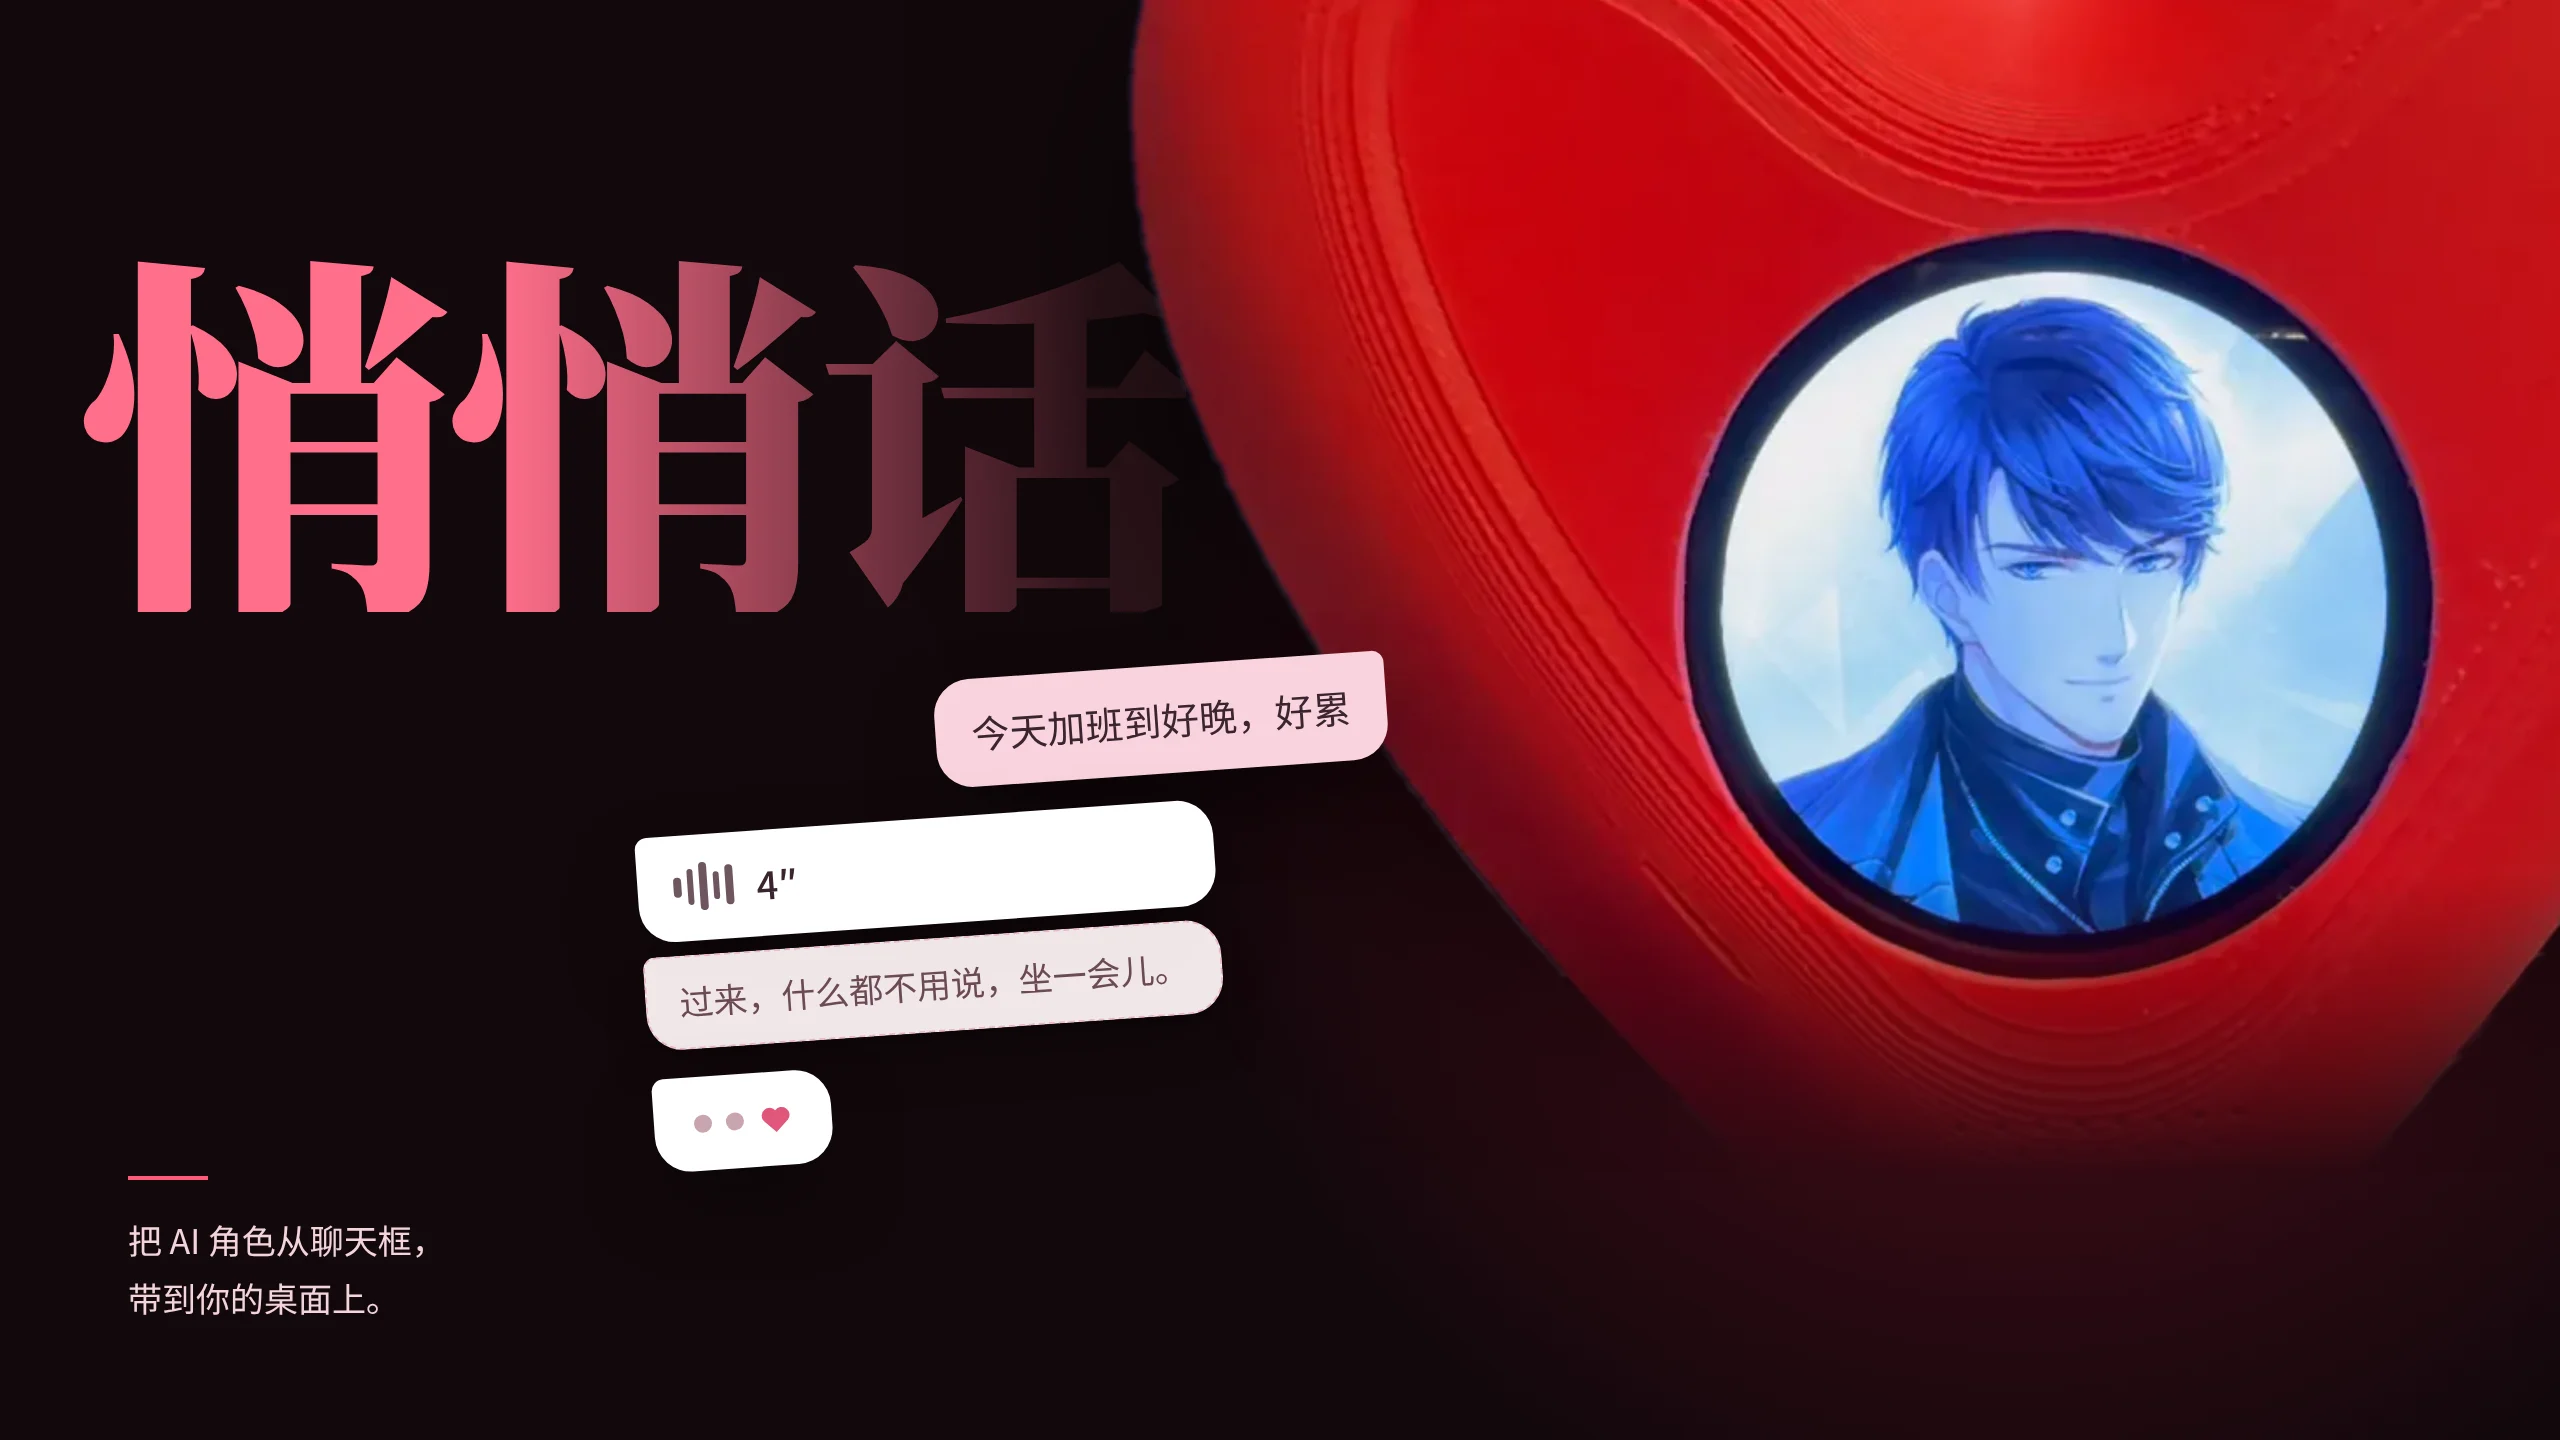 悄悄话
今天加班到好晚，好累
4″
过来，什么都不用说，坐一会儿。
把 AI 角色从聊天框，
带到你的桌面上。